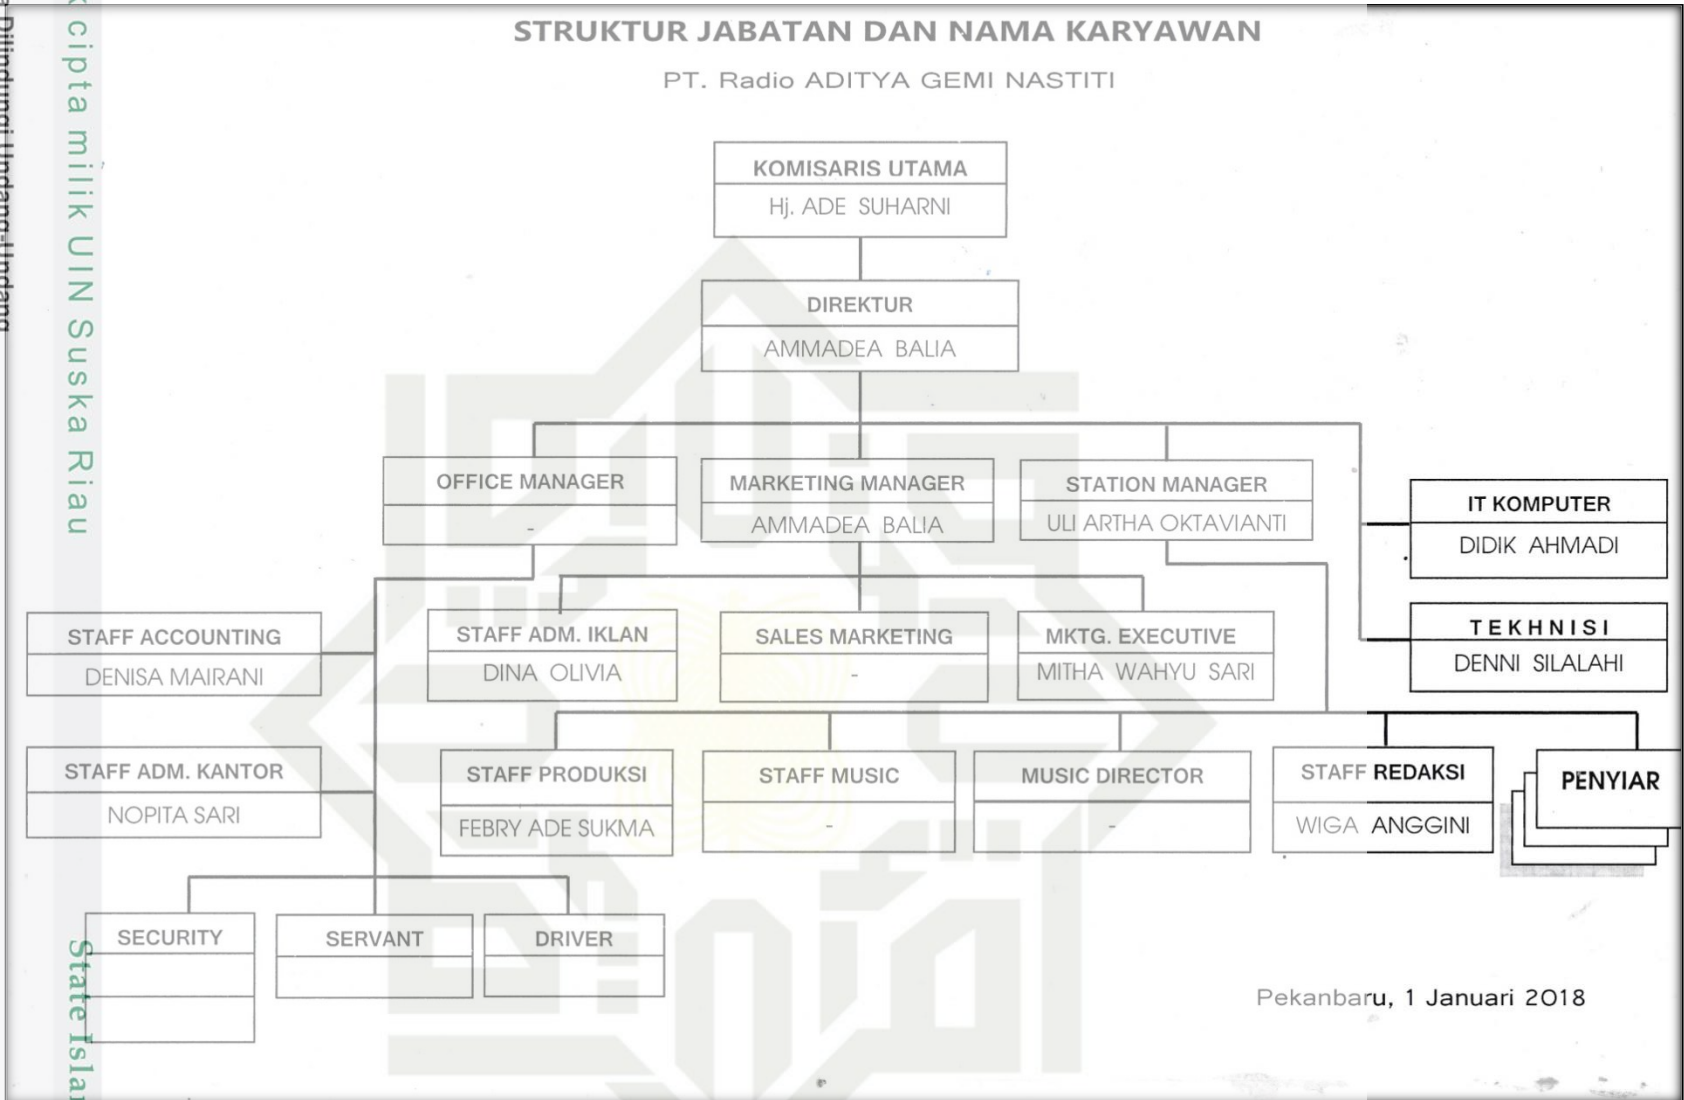 STRUKTUR JABATAN DAN NAMA KARYAWAN
PT. Radio ADITYA GEMI NASTITI
KOMISARIS UTAMA
Hj. ADE SUHARNI
DIREKTUR
AMMADEA BALIA
OFFICE MANAGER
-
MARKETING MANAGER
AMMADEA BALIA
STATION MANAGER
ULI ARTHA OKTAVIANTI
IT KOMPUTER
DIDIK AHMADI
TEKHNISI
DENNI SILALAHI
STAFF ACCOUNTING
DENISA MAIRANI
STAFF ADM. IKLAN
DINA OLIVIA
SALES MARKETING
-
MKTG. EXECUTIVE
MITHA WAHYU SARI
STAFF ADM. KANTOR
NOPITA SARI
STAFF PRODUKSI
FEBRY ADE SUKMA
STAFF MUSIC
-
MUSIC DIRECTOR
-
STAFF REDAKSI
WIGA ANGGINI
PENYIAR
SECURITY
SERVANT
DRIVER
Pekanbaru, 1 Januari 2018
cipta milik UIN Suska Riau
State Islam
Dilindungi Undang-Undang